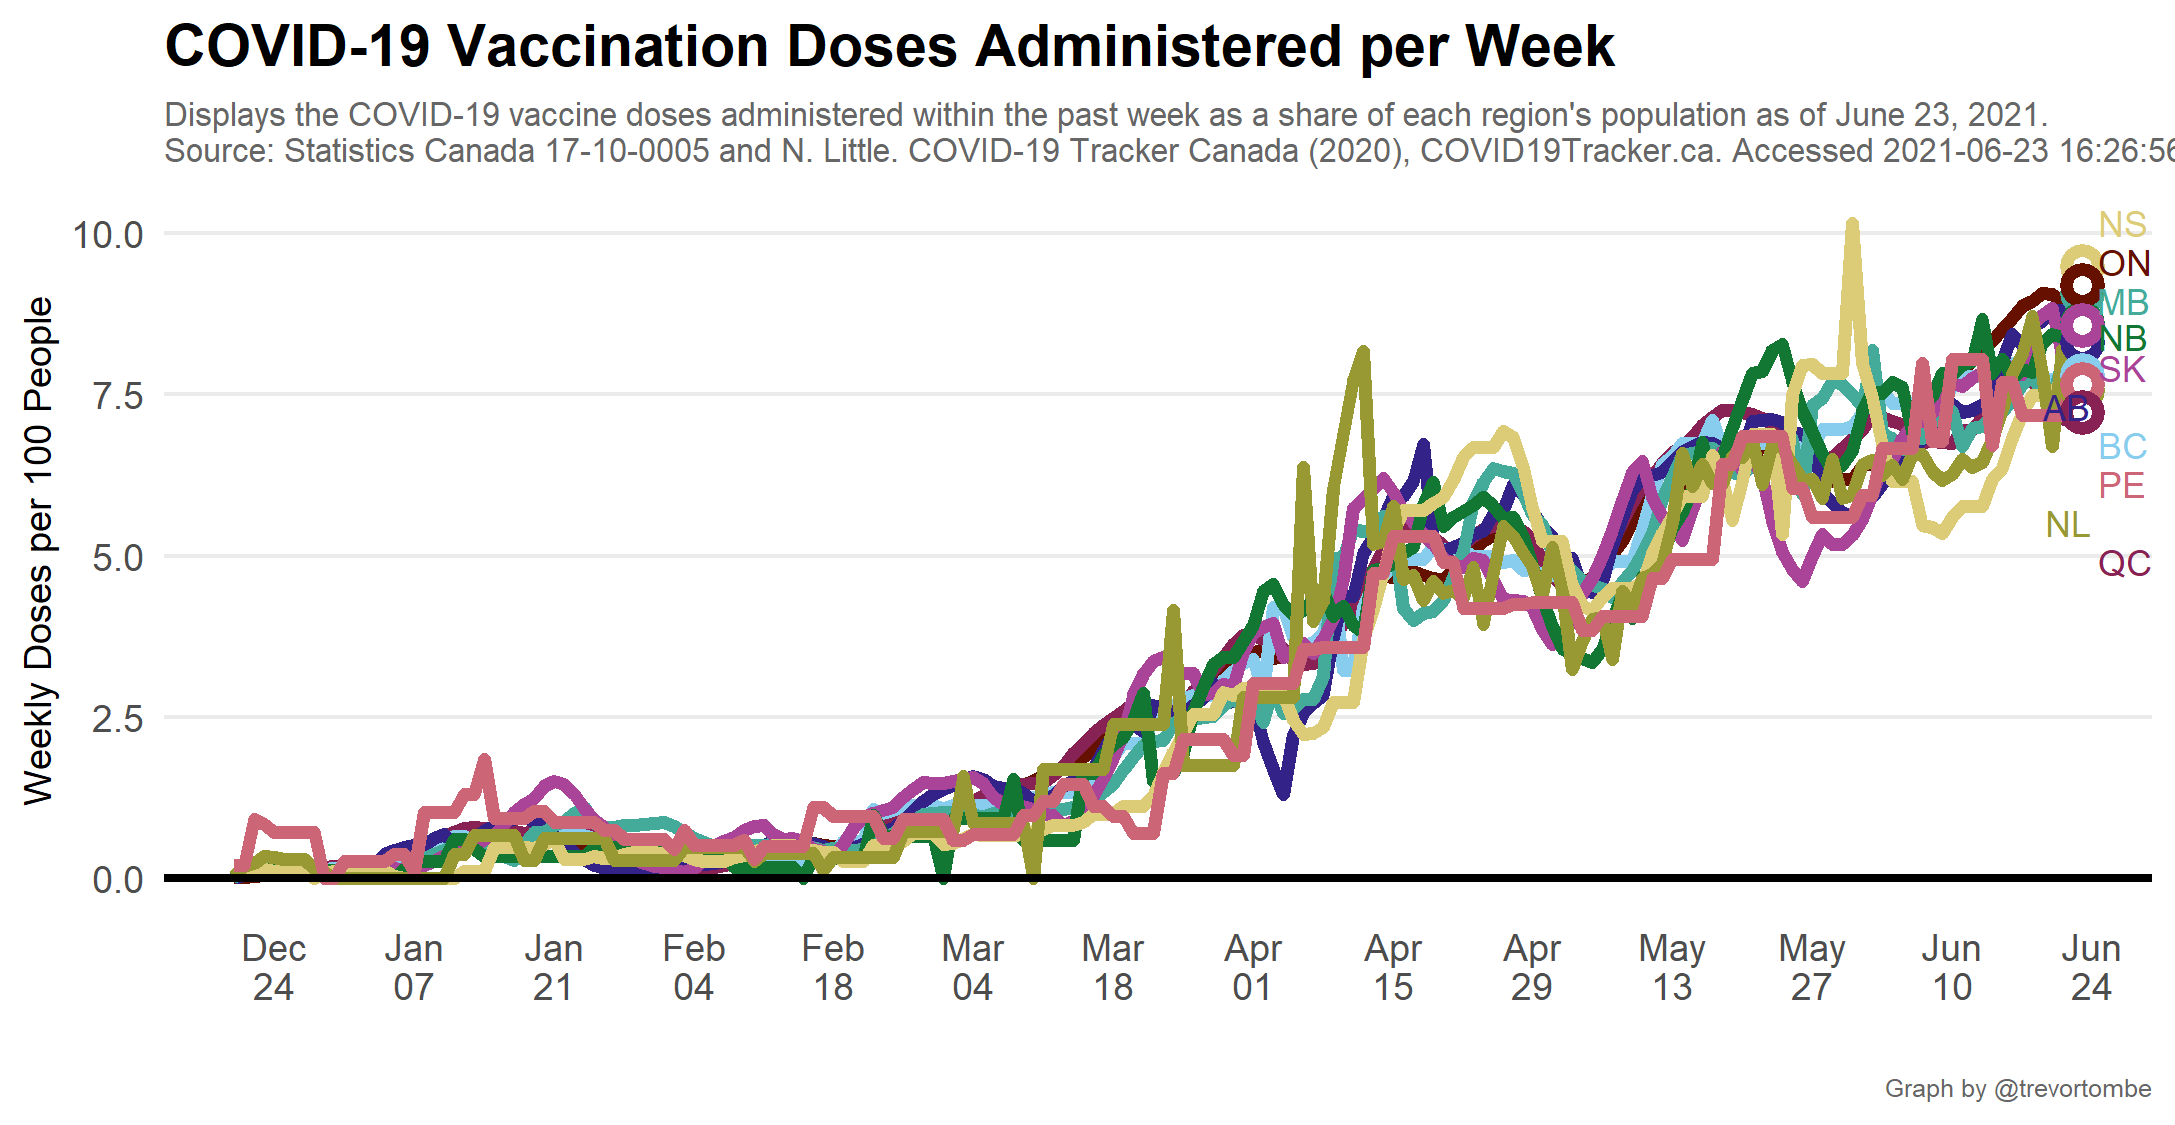 COVID-19 Vaccination Doses Administered per Week
Displays the COVID-19 vaccine doses administered within the past week as a share of each region's population as of June 23, 2021.
Source: Statistics Canada 17-10-0005 and N. Little. COVID-19 Tracker Canada (2020), COVID19Tracker.ca. Accessed 2021-06-23 16:26:56
Weekly Doses per 100 People
10.0
7.5
5.0
2.5
0.0
NS
ON
MB
NB
SK
AB
BC
PE
NL
QC
Dec Jan Jan Feb Feb Mar Mar Apr Apr Apr May May Jun Jun
24 07 21 04 18 04 18 01 15 29 13 27 10 24
Graph by @trevortombe